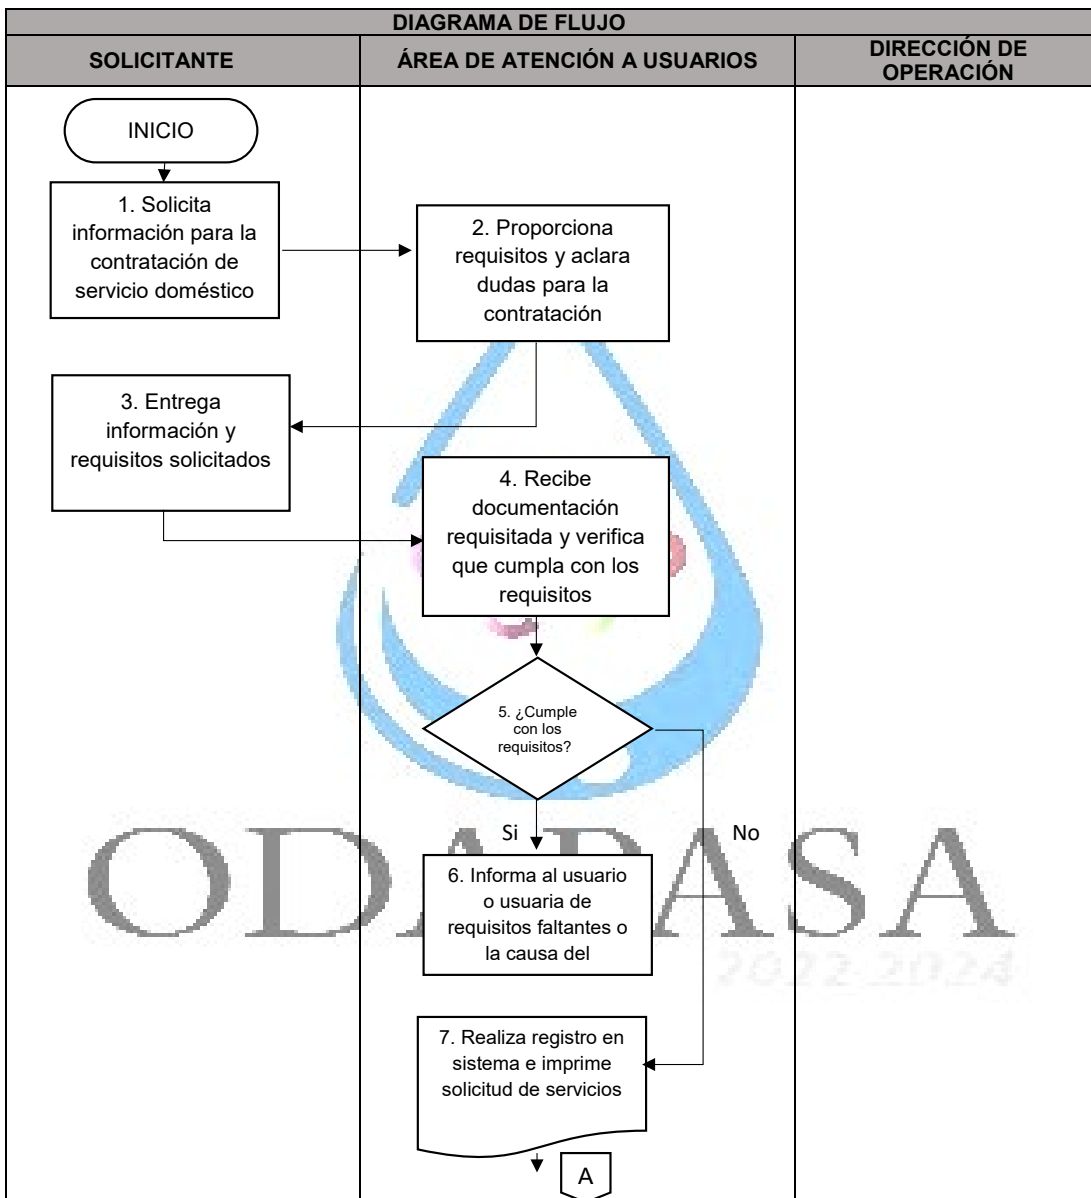 DIAGRAMA DE FLUJO
SOLICITANTE
ÁREA DE ATENCIÓN A USUARIOS
DIRECCIÓN DE
OPERACIÓN
INICIO
1. Solicita
información para la
contratación de
servicio doméstico
2. Proporciona
requisitos y aclara
dudas para la
contratación
3. Entrega
información y
requisitos solicitados
4. Recibe
documentación
requisitada y verifica
que cumpla con los
requisitos
5. ¿Cumple
con los
requisitos?
Si
No
6. Informa al usuario
o usuaria de
requisitos faltantes o
la causa del
7. Realiza registro en
sistema e imprime
solicitud de servicios
A
ODAPASA
2022-2024